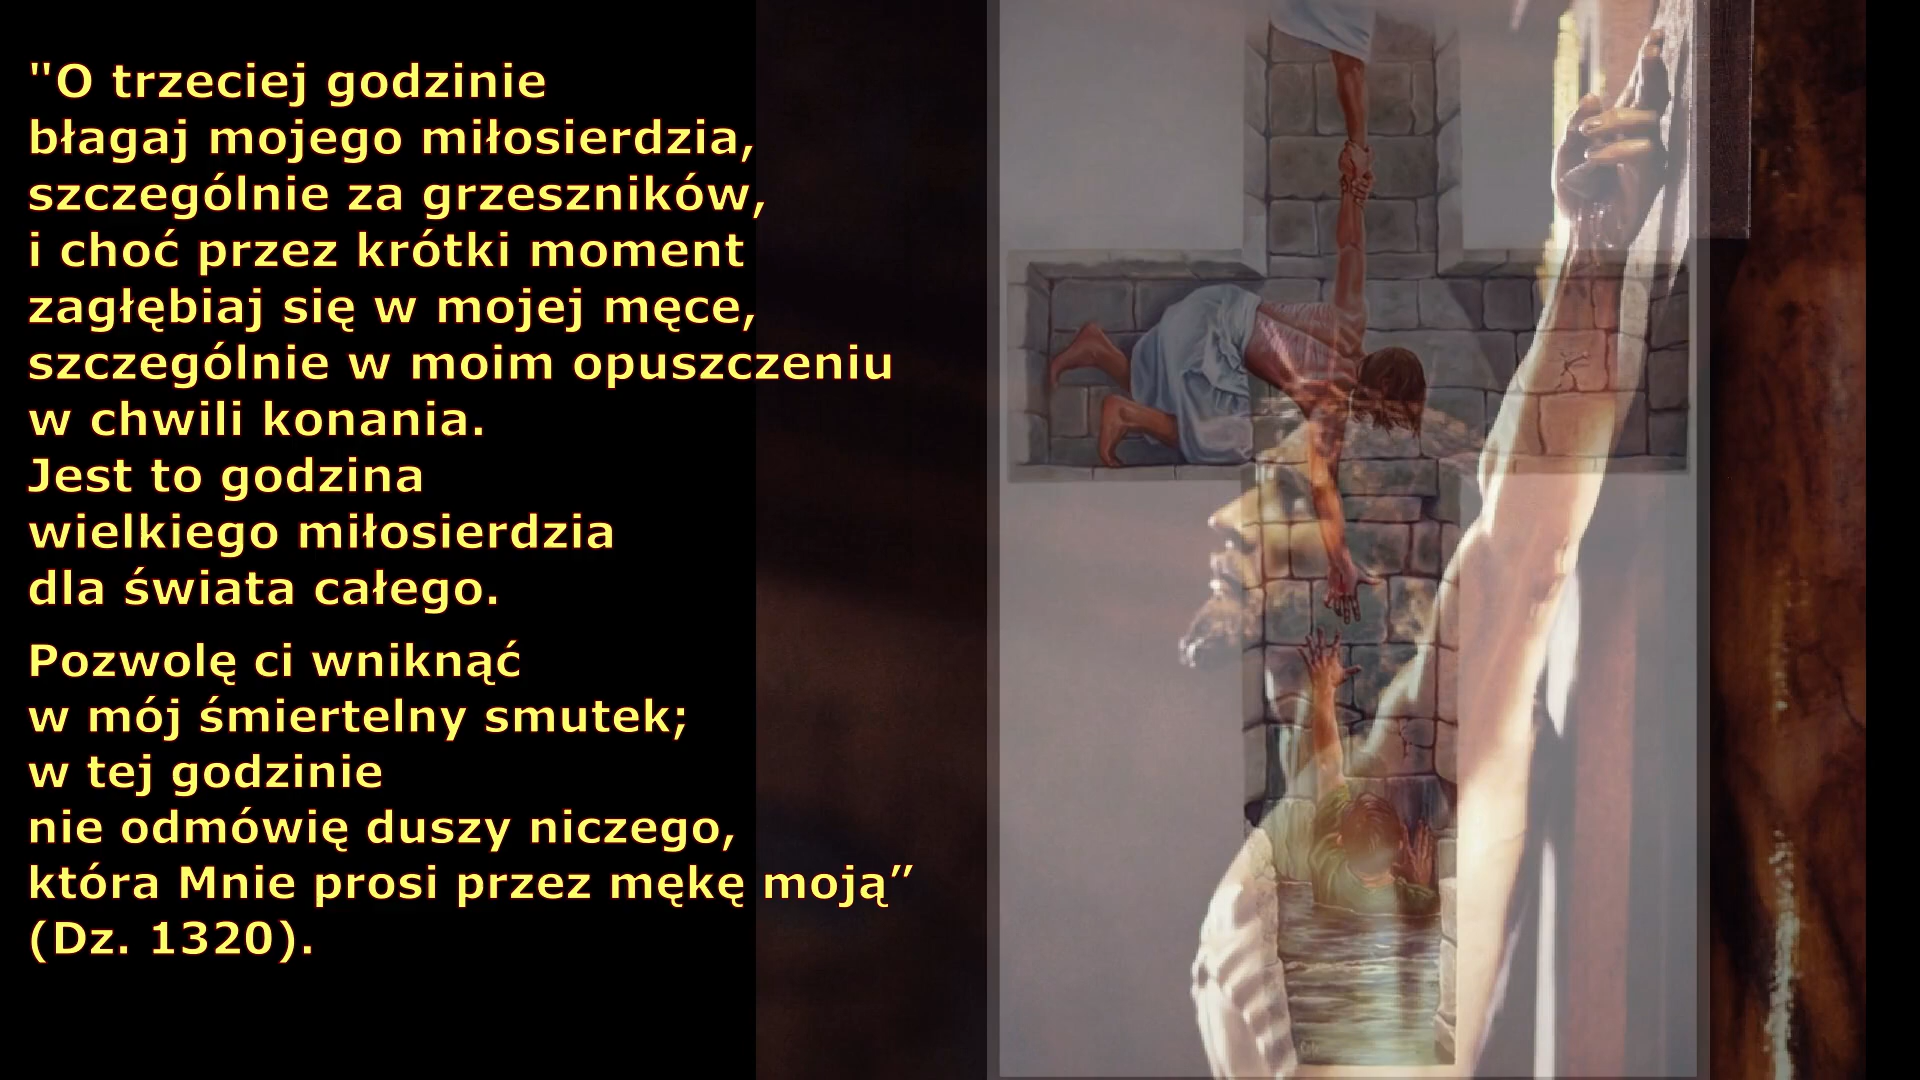 "O trzeciej godzinie
błagaj mojego miłosierdzia,
szczególnie za grzeszników,
i choć przez krótki moment
zagłębiaj się w mojej męce,
szczególnie w moim opuszczeniu
w chwili konania.
Jest to godzina
wielkiego miłosierdzia
dla świata całego.
Pozwolę ci wniknąć
w mój śmiertelny smutek;
w tej godzinie
nie odmówię duszy niczego,
która Mnie prosi przez mękę moją”
(Dz. 1320).